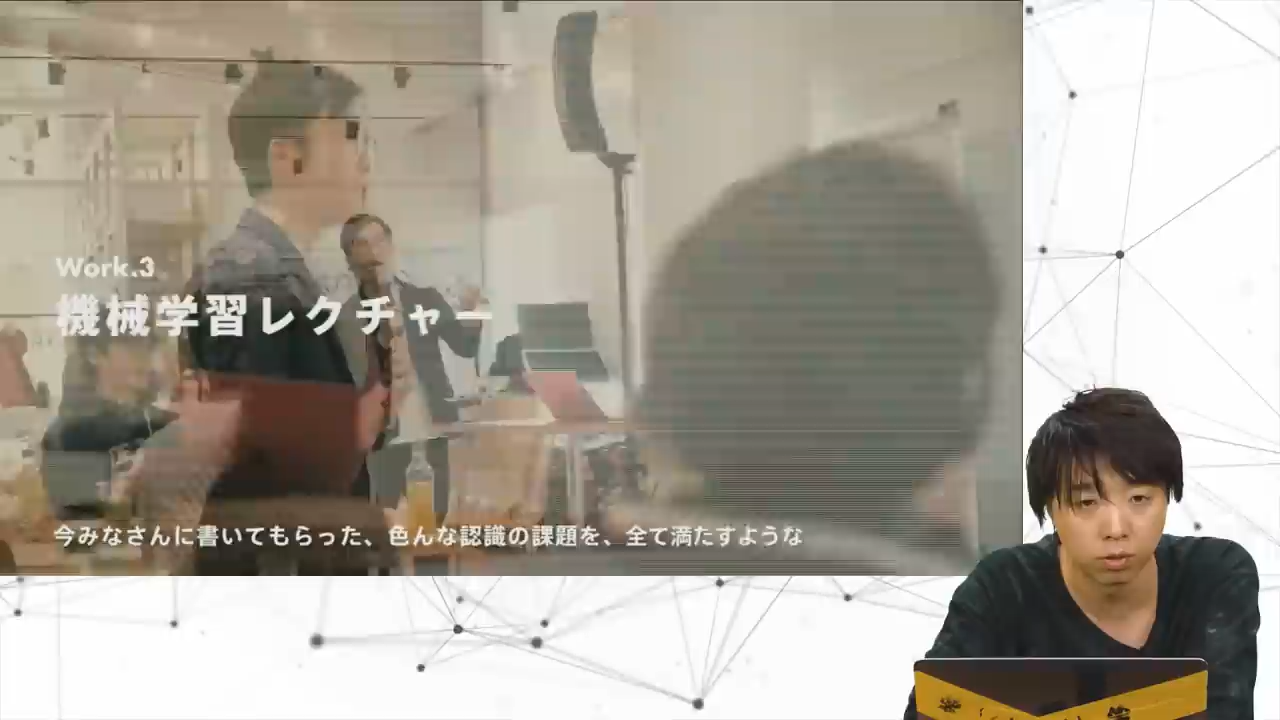 Work.3
機械学習レクチャー
今みなさんに書いてもらった、色んな認識の課題を、全て満たすような